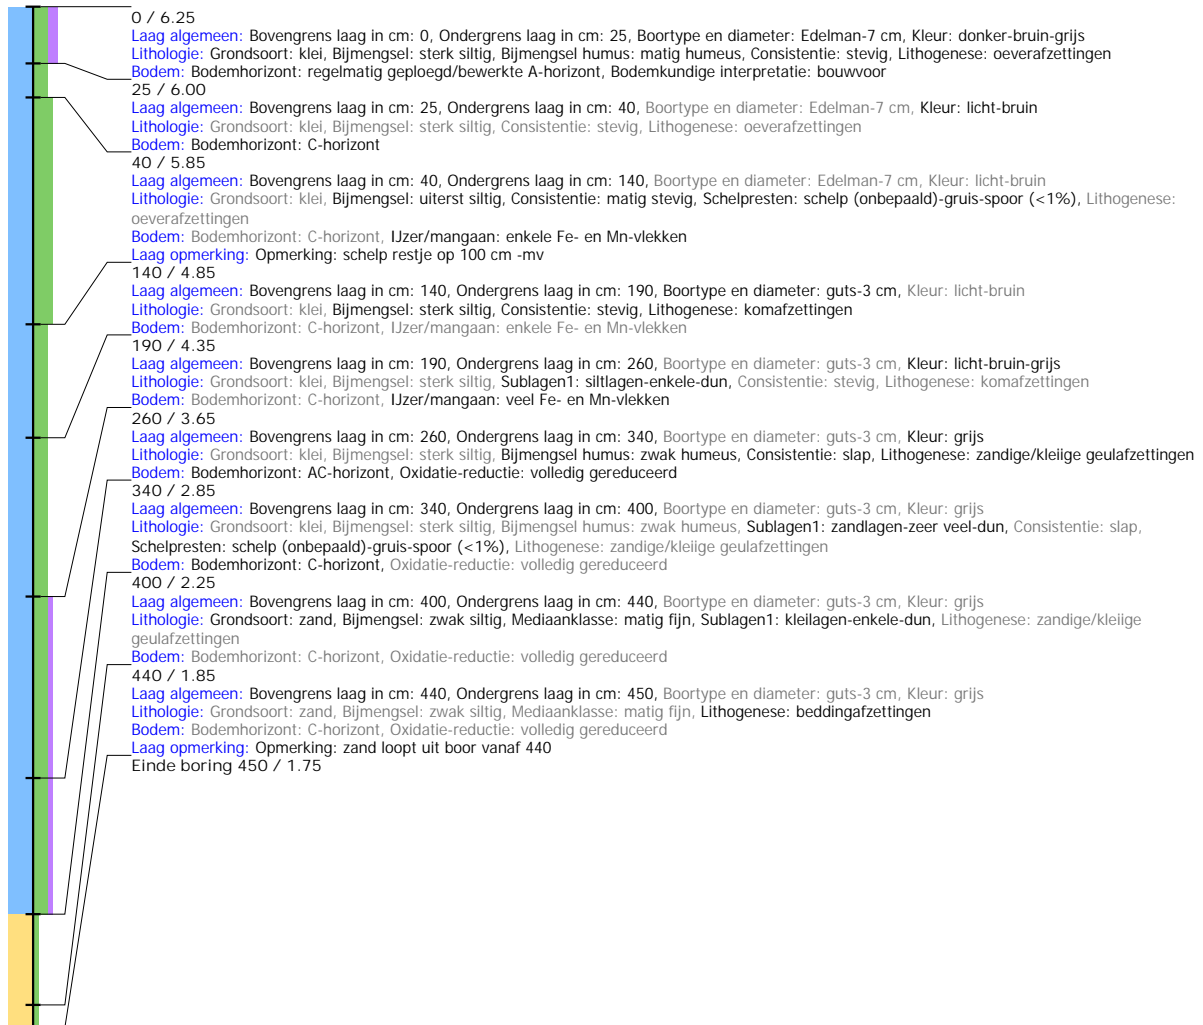 0 / 6.25
Laag algemeen: Bovengrens laag in cm: 0, Ondergrens laag in cm: 25, Boortype en diameter: Edelman-7 cm, Kleur: donker-bruin-grijs
Lithologie: Grondsoort: klei, Bijmengsel: sterk siltig, Bijmengsel humus: matig humeus, Consistentie: stevig, Lithogenese: oeverafzettingen
Bodem: Bodemhorizont: regelmatig geploegd/bewerkte A-horizont, Bodemkundige interpretatie: bouwvoor
25 / 6.00
Laag algemeen: Bovengrens laag in cm: 25, Ondergrens laag in cm: 40, Boortype en diameter: Edelman-7 cm, Kleur: licht-bruin
Lithologie: Grondsoort: klei, Bijmengsel: sterk siltig, Consistentie: stevig, Lithogenese: oeverafzettingen
Bodem: Bodemhorizont: C-horizont
40 / 5.85
Laag algemeen: Bovengrens laag in cm: 40, Ondergrens laag in cm: 140, Boortype en diameter: Edelman-7 cm, Kleur: licht-bruin
Lithologie: Grondsoort: klei, Bijmengsel: uiterst siltig, Consistentie: matig stevig, Schelpresten: schelp (onbepaald)-gruis-spoor (<1%), Lithogenese:
oeverafzettingen
Bodem: Bodemhorizont: C-horizont, IJzer/mangaan: enkele Fe- en Mn-vlekken
Laag opmerking: Opmerking: schelp restje op 100 cm -mv
140 / 4.85
Laag algemeen: Bovengrens laag in cm: 140, Ondergrens laag in cm: 190, Boortype en diameter: guts-3 cm, Kleur: licht-bruin
Lithologie: Grondsoort: klei, Bijmengsel: sterk siltig, Consistentie: stevig, Lithogenese: komafzettingen
Bodem: Bodemhorizont: C-horizont, IJzer/mangaan: enkele Fe- en Mn-vlekken
190 / 4.35
Laag algemeen: Bovengrens laag in cm: 190, Ondergrens laag in cm: 260, Boortype en diameter: guts-3 cm, Kleur: licht-bruin-grijs
Lithologie: Grondsoort: klei, Bijmengsel: sterk siltig, Sublagen1: siltlagen-enkele-dun, Consistentie: stevig, Lithogenese: komafzettingen
Bodem: Bodemhorizont: C-horizont, IJzer/mangaan: veel Fe- en Mn-vlekken
260 / 3.65
Laag algemeen: Bovengrens laag in cm: 260, Ondergrens laag in cm: 340, Boortype en diameter: guts-3 cm, Kleur: grijs
Lithologie: Grondsoort: klei, Bijmengsel: sterk siltig, Bijmengsel humus: zwak humeus, Consistentie: slap, Lithogenese: zandige/kleiige geulafzettingen
Bodem: Bodemhorizont: AC-horizont, Oxidatie-reductie: volledig gereduceerd
340 / 2.85
Laag algemeen: Bovengrens laag in cm: 340, Ondergrens laag in cm: 400, Boortype en diameter: guts-3 cm, Kleur: grijs
Lithologie: Grondsoort: klei, Bijmengsel: sterk siltig, Bijmengsel humus: zwak humeus, Sublagen1: zandlagen-zeer veel-dun, Consistentie: slap,
Schelpresten: schelp (onbepaald)-gruis-spoor (<1%), Lithogenese: zandige/kleiige geulafzettingen
Bodem: Bodemhorizont: C-horizont, Oxidatie-reductie: volledig gereduceerd
400 / 2.25
Laag algemeen: Bovengrens laag in cm: 400, Ondergrens laag in cm: 440, Boortype en diameter: guts-3 cm, Kleur: grijs
Lithologie: Grondsoort: zand, Bijmengsel: zwak siltig, Mediaanklasse: matig fijn, Sublagen1: kleilagen-enkele-dun, Lithogenese: zandige/kleiige
geulafzettingen
Bodem: Bodemhorizont: C-horizont, Oxidatie-reductie: volledig gereduceerd
440 / 1.85
Laag algemeen: Bovengrens laag in cm: 440, Ondergrens laag in cm: 450, Boortype en diameter: guts-3 cm, Kleur: grijs
Lithologie: Grondsoort: zand, Bijmengsel: zwak siltig, Mediaanklasse: matig fijn, Lithogenese: beddingafzettingen
Bodem: Bodemhorizont: C-horizont, Oxidatie-reductie: volledig gereduceerd
Laag opmerking: Opmerking: zand loopt uit boor vanaf 440
Einde boring 450 / 1.75